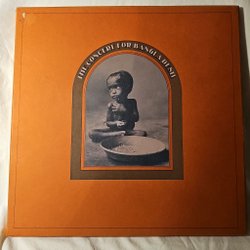 THE CONCERT FOR BANGLA DESH